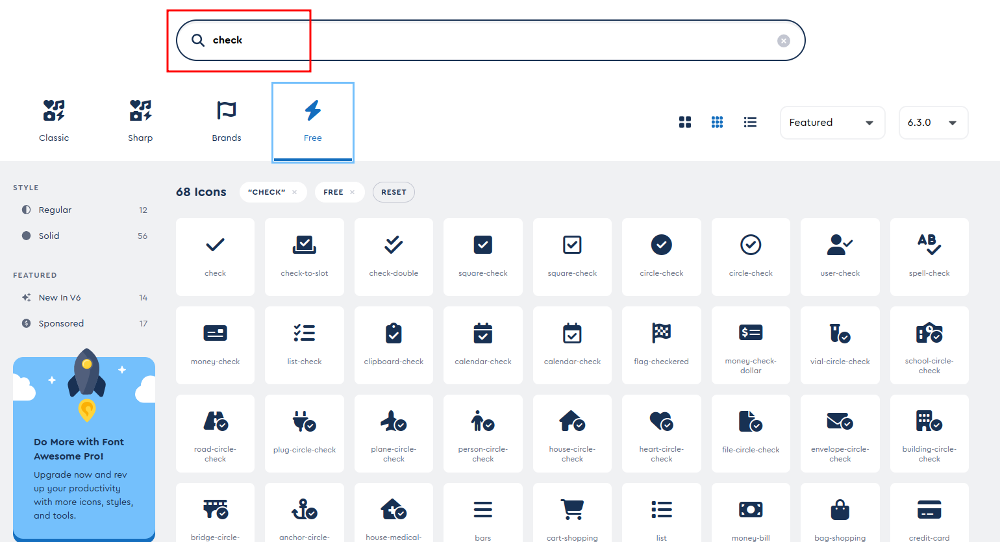 check
Classic
Sharp
Brands
Free
Featured
6.3.0
STYLE
Regular 12
Solid 56
FEATURED
New In V6 14
Sponsored 17
Do More with Font
Awesome Pro!
Upgrade now and rev
up your productivity
with more icons, styles,
and tools.
68 Icons "CHECK" × FREE × RESET
check
check-to-slot
check-double
square-check
square-check
circle-check
circle-check
user-check
AB
spell-check
money-check
list-check
clipboard-check
calendar-check
calendar-check
flag-checkered
$
money-check-
dollar
vial-circle-check
school-circle-
check
road-circle-
check
plug-circle-check
plane-circle-
check
person-circle-
check
house-circle-
check
heart-circle-
check
file-circle-check
envelope-circle-
check
building-circle-
check
bridge-circle-
anchor-circle-
house-medical-
bars
cart-shopping
list
money-bill
bag-shopping
credit-card